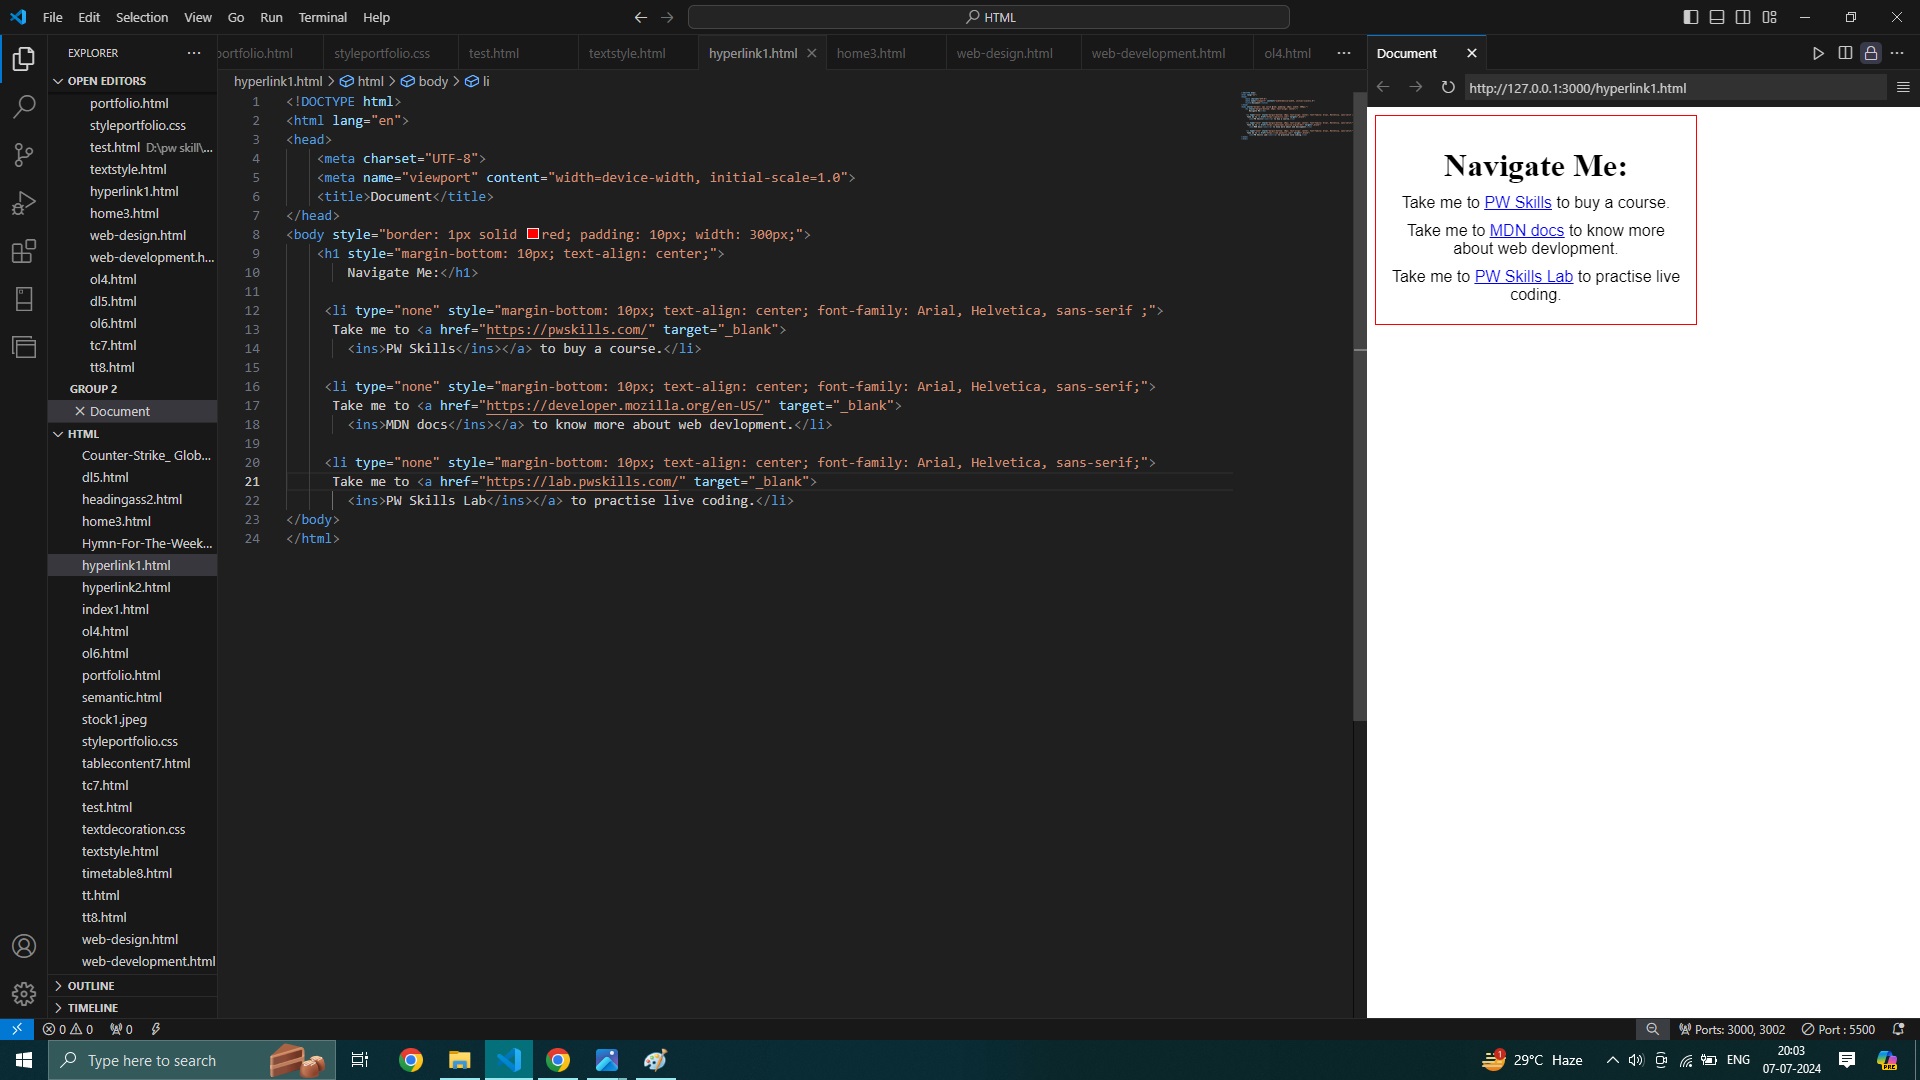 File Edit Selection View Go Run Terminal Help
HTML
EXPLORER
OPEN EDITORS
portfolio.html
styleportfolio.css
test.html D:\pw skill\...
textstyle.html
hyperlink1.html
home3.html
web-design.html
web-development.h...
ol4.html
dl5.html
ol6.html
tc7.html
tt8.html
GROUP 2
Document
HTML
Counter-Strike_ Glob...
dl5.html
headingass2.html
home3.html
Hymn-For-The-Week...
hyperlink1.html
hyperlink2.html
index1.html
ol4.html
ol6.html
portfolio.html
semantic.html
stock1.jpeg
styleportfolio.css
tablecontent7.html
tc7.html
test.html
textdecoration.css
textstyle.html
timetable8.html
tt.html
tt8.html
web-design.html
web-development.html
OUTLINE
TIMELINE
ortfolio.html styleportfolio.css test.html textstyle.html hyperlink1.html home3.html web-design.html web-development.html ol4.html
hyperlink1.html > html > body > li
1 <!DOCTYPE html>
2 <html lang="en">
3 <head>
4 <meta charset="UTF-8">
5 <meta name="viewport" content="width=device-width, initial-scale=1.0">
6 <title>Document</title>
7 </head>
8 <body style="border: 1px solid red; padding: 10px; width: 300px;">
9 <h1 style="margin-bottom: 10px; text-align: center;">
10 Navigate Me:</h1>
11
12 <li type="none" style="margin-bottom: 10px; text-align: center; font-family: Arial, Helvetica, sans-serif ;">
13 Take me to <a href="https://pwskills.com/" target="_blank">
14 <ins>PW Skills</ins></a> to buy a course.</li>
15
16 <li type="none" style="margin-bottom: 10px; text-align: center; font-family: Arial, Helvetica, sans-serif;">
17 Take me to <a href="https://developer.mozilla.org/en-US/" target="_blank">
18 <ins>MDN docs</ins></a> to know more about web devlopment.</li>
19
20 <li type="none" style="margin-bottom: 10px; text-align: center; font-family: Arial, Helvetica, sans-serif;">
21 Take me to <a href="https://lab.pwskills.com/" target="_blank">
22 <ins>PW Skills Lab</ins></a> to practise live coding.</li>
23 </body>
24 </html>
Document
http://127.0.0.1:3000/hyperlink1.html
Navigate Me:
Take me to PW Skills to buy a course.
Take me to MDN docs to know more
about web devlopment.
Take me to PW Skills Lab to practise live
coding.
0 0 0
Ports: 3000, 3002 Port : 5500
Type here to search
1 29°C Haze ENG
20:03
07-07-2024
PRE